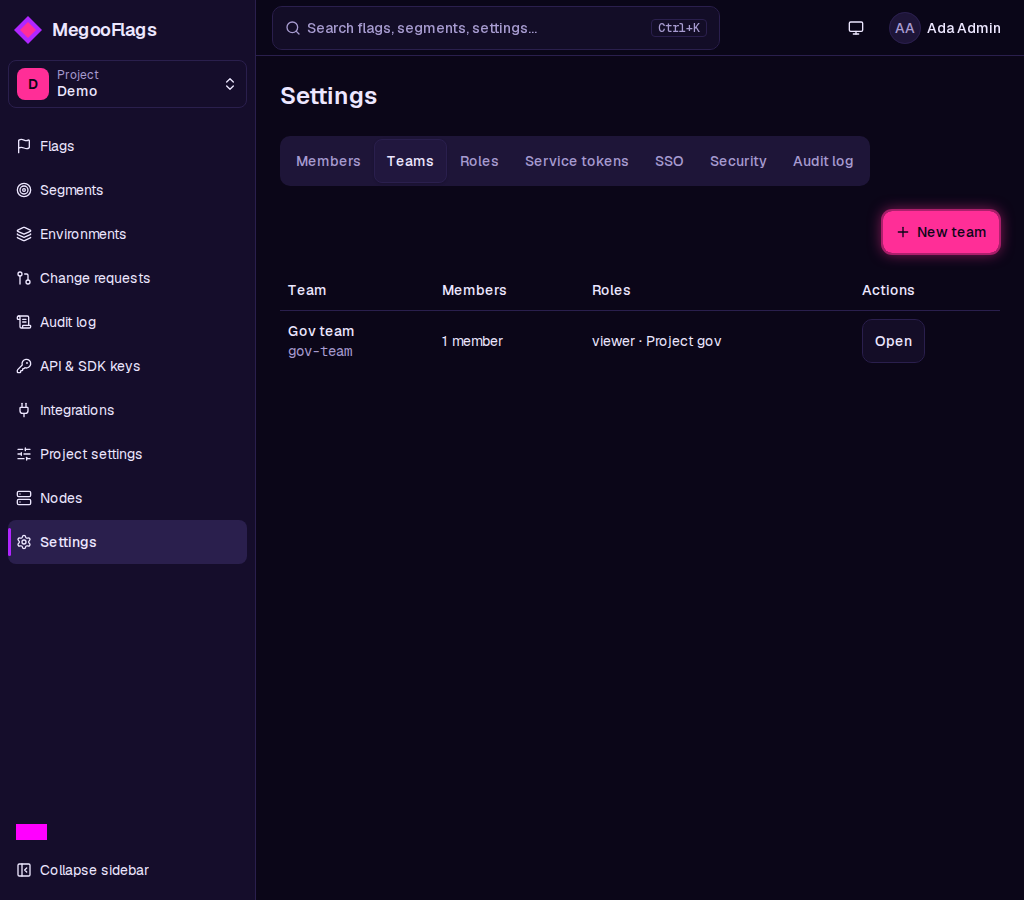 MegooFlags
Search flags, segments, settings...
Ctrl+K
AA
Ada Admin
D
Project
Demo
Flags
Segments
Environments
Change requests
Audit log
API & SDK keys
Integrations
Project settings
Nodes
Settings
Collapse sidebar
Settings
Members
Teams
Roles
Service tokens
SSO
Security
Audit log
New team
Team
Members
Roles
Actions
Gov team
gov-team
1 member
viewer · Project gov
Open